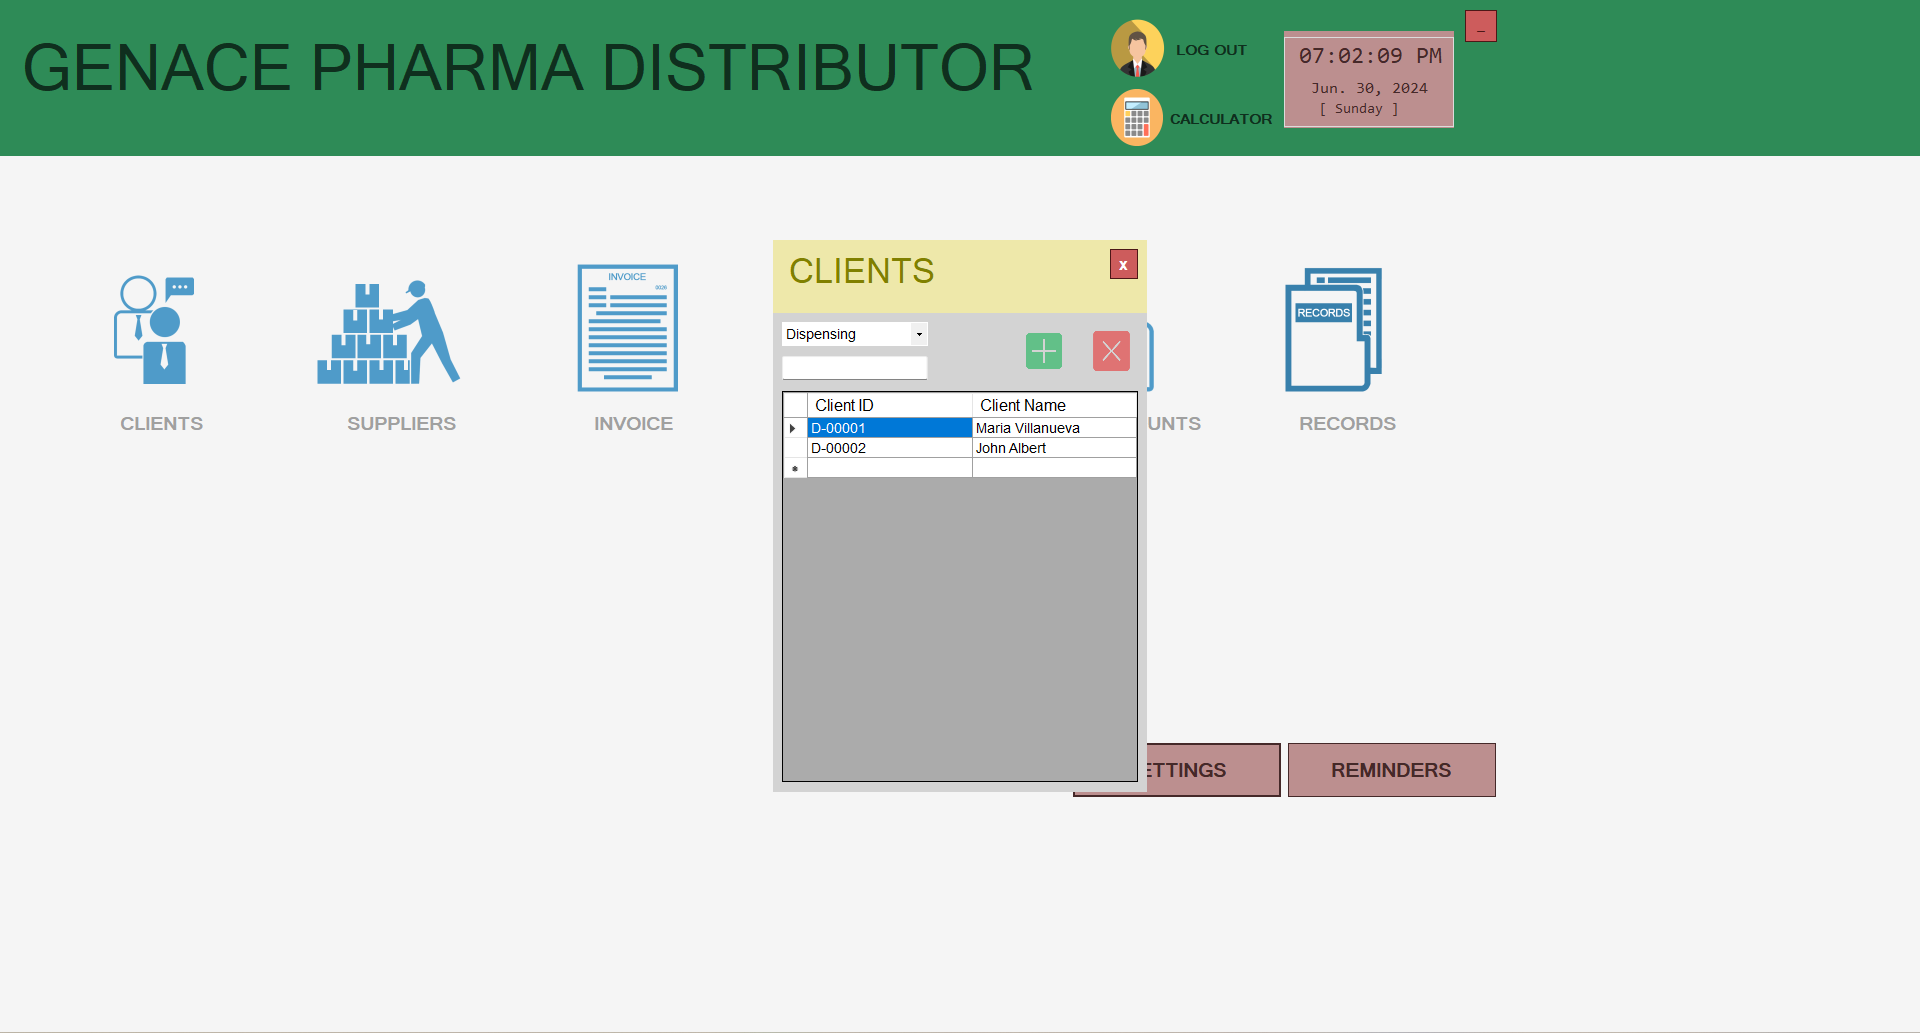 GENACE PHARMA DISTRIBUTOR
LOG OUT
CALCULATOR
07:02:09 PM
Jun. 30, 2024
[ Sunday ]
_
INVOICE
0028
RECORDS
CLIENTS
SUPPLIERS
INVOICE
UNTS
RECORDS
CLIENTS
x
Dispensing
Client ID Client Name
D-00001 Maria Villanueva
D-00002 John Albert
ETTINGS
REMINDERS